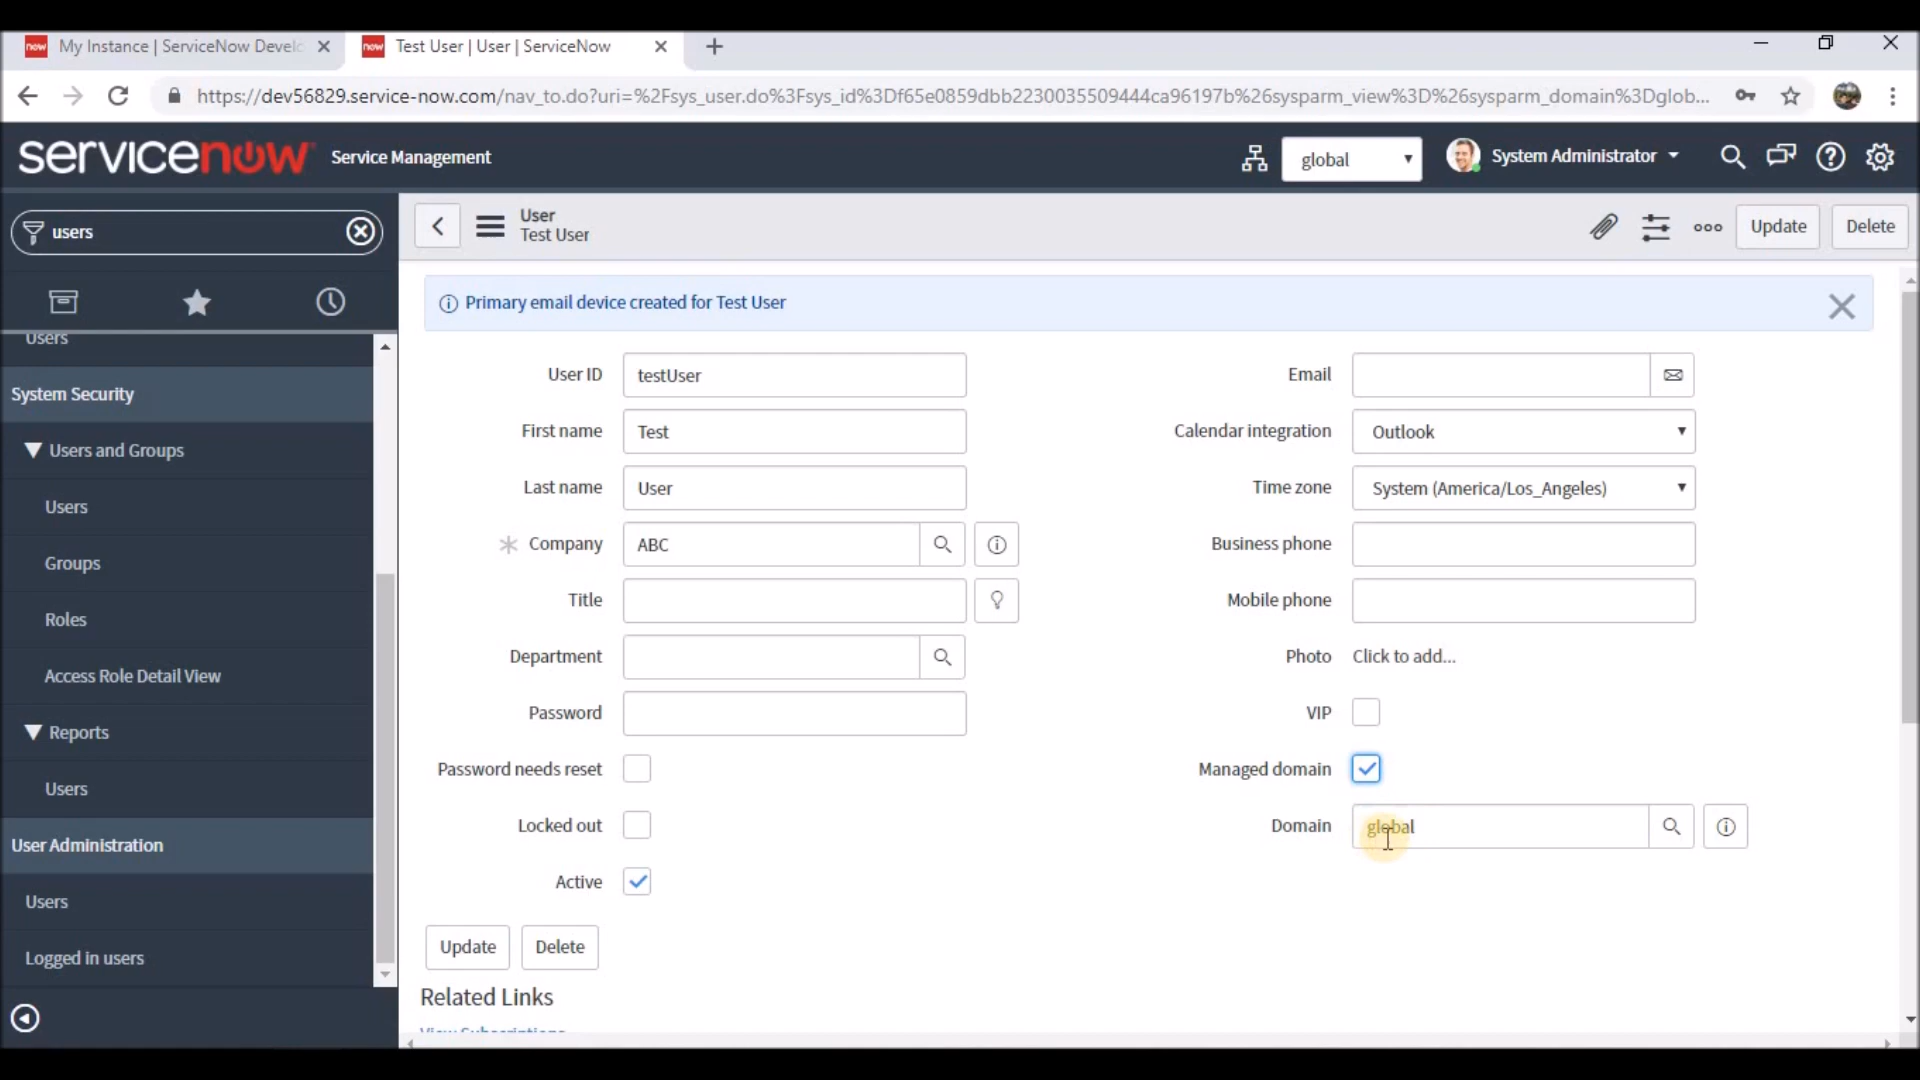 now My Instance | ServiceNow Develo
now Test User | User | ServiceNow
https://dev56829.service-now.com/nav_to.do?uri=%2Fsys_user.do%3Fsys_id%3Df65e0859dbb2230035509444ca96197b%26sysparm_view%3D%26sysparm_domain%3Dglob...
servicenow Service Management
global
System Administrator
users
User
Test User
Update
Delete
Primary email device created for Test User
Users
System Security
Users and Groups
Users
Groups
Roles
Access Role Detail View
Reports
Users
User Administration
Users
Logged in users
User ID testUser
First name Test
Last name User
Company ABC
Title
Department
Password
Password needs reset
Locked out
Active
Email
Calendar integration Outlook
Time zone System (America/Los_Angeles)
Business phone
Mobile phone
Photo Click to add...
VIP
Managed domain
Domain global
Update Delete
Related Links
View Subscriptions